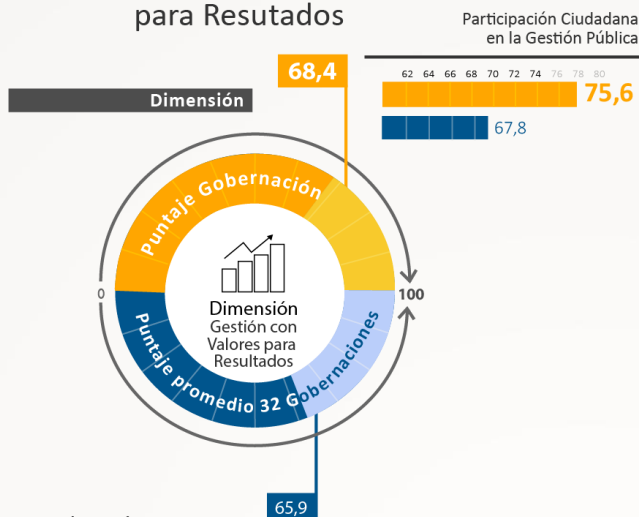 para Resutados
Participación Ciudadana
en la Gestión Pública
68,4
62 64 66 68 70 72 74 76 78 80
75,6
67,8
Dimensión
Puntaje Gobernación
0
100
Dimensión
Gestión con
Valores para
Resultados
Puntaje promedio 32 Gobernaciones
65,9